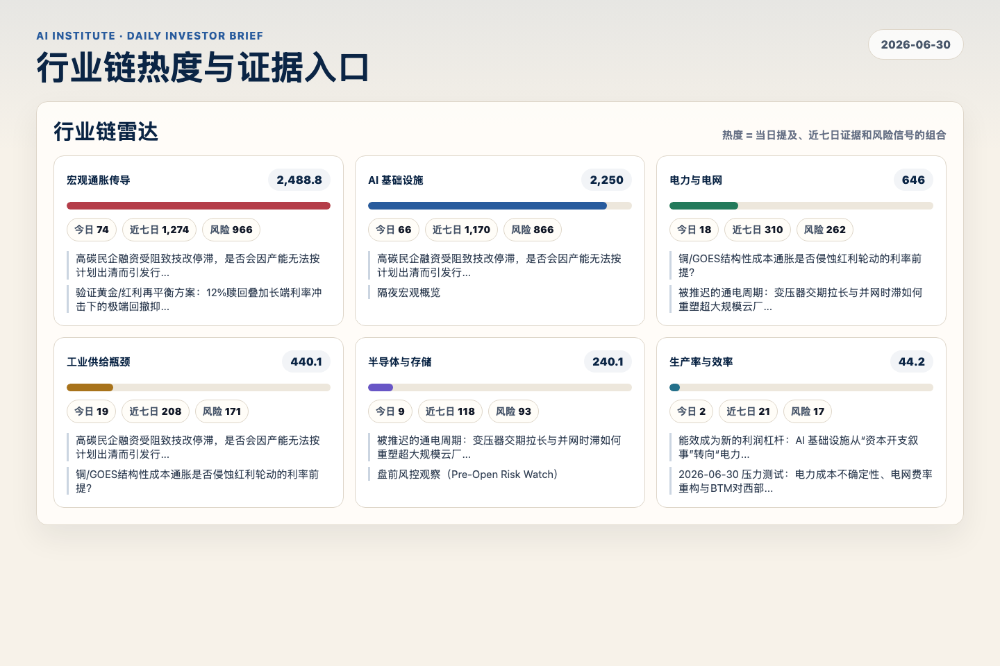 AI INSTITUTE · DAILY INVESTOR BRIEF
2026-06-30
行业链热度与证据入口
行业链雷达
热度 = 当日提及、近七日证据和风险信号的组合
宏观通胀传导
2,488.8
今日 74
近七日 1,274
风险 966
高碳民企融资受阻致技改停滞，是否会因产能无法按
计划出清而引发行...
验证黄金/红利再平衡方案：12%赎回叠加长端利率冲
击下的极端回撤抑...
AI 基础设施
2,250
今日 66
近七日 1,170
风险 866
高碳民企融资受阻致技改停滞，是否会因产能无法按
计划出清而引发行...
隔夜宏观概览
电力与电网
646
今日 18
近七日 310
风险 262
铜/GOES结构性成本通胀是否侵蚀红利轮动的利率前
提?
被推迟的通电周期：变压器交期拉长与并网时滞如何
重塑超大规模云厂...
工业供给瓶颈
440.1
今日 19
近七日 208
风险 171
高碳民企融资受阻致技改停滞，是否会因产能无法按
计划出清而引发行...
铜/GOES结构性成本通胀是否侵蚀红利轮动的利率前
提?
半导体与存储
240.1
今日 9
近七日 118
风险 93
被推迟的通电周期：变压器交期拉长与并网时滞如何
重塑超大规模云厂...
盘前风控观察（Pre-Open Risk Watch）
生产率与效率
44.2
今日 2
近七日 21
风险 17
能效成为新的利润杠杆：AI 基础设施从“资本开支叙
事”转向“电力...
2026-06-30 压力测试：电力成本不确定性、电网费率
重构与BTM对西部...